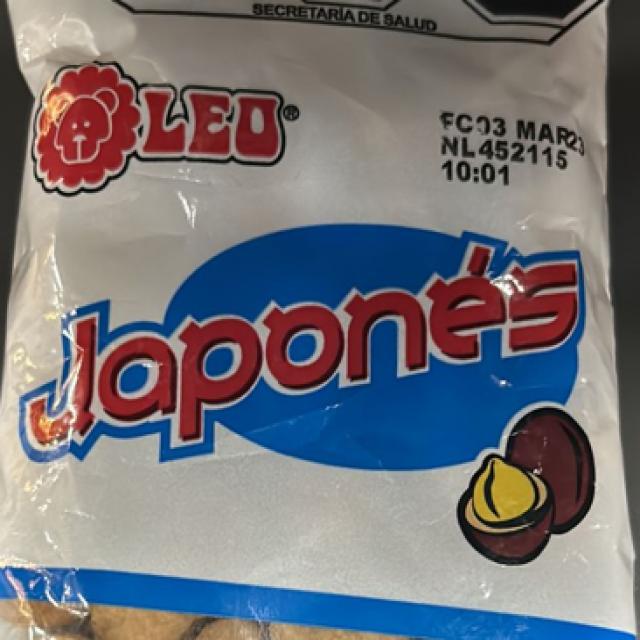 SECRETARÍA DE SALUD
LEO®
FC03 MAR23
NL452115
10:01
Japonés